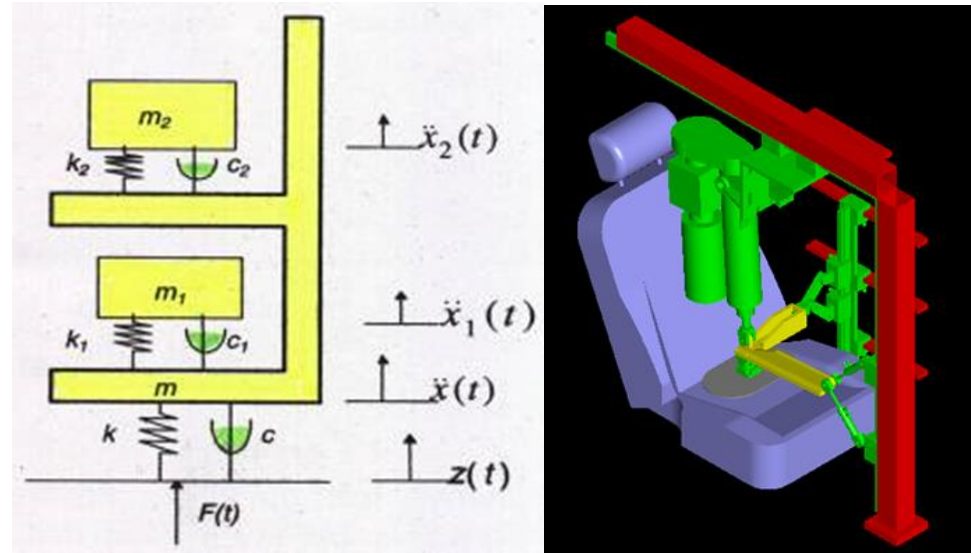 m₂
k₂ c₂ ẍ₂(t)
m₁
k₁ c₁ ẍ₁(t)
m ẍ(t)
k c z(t)
F(t)